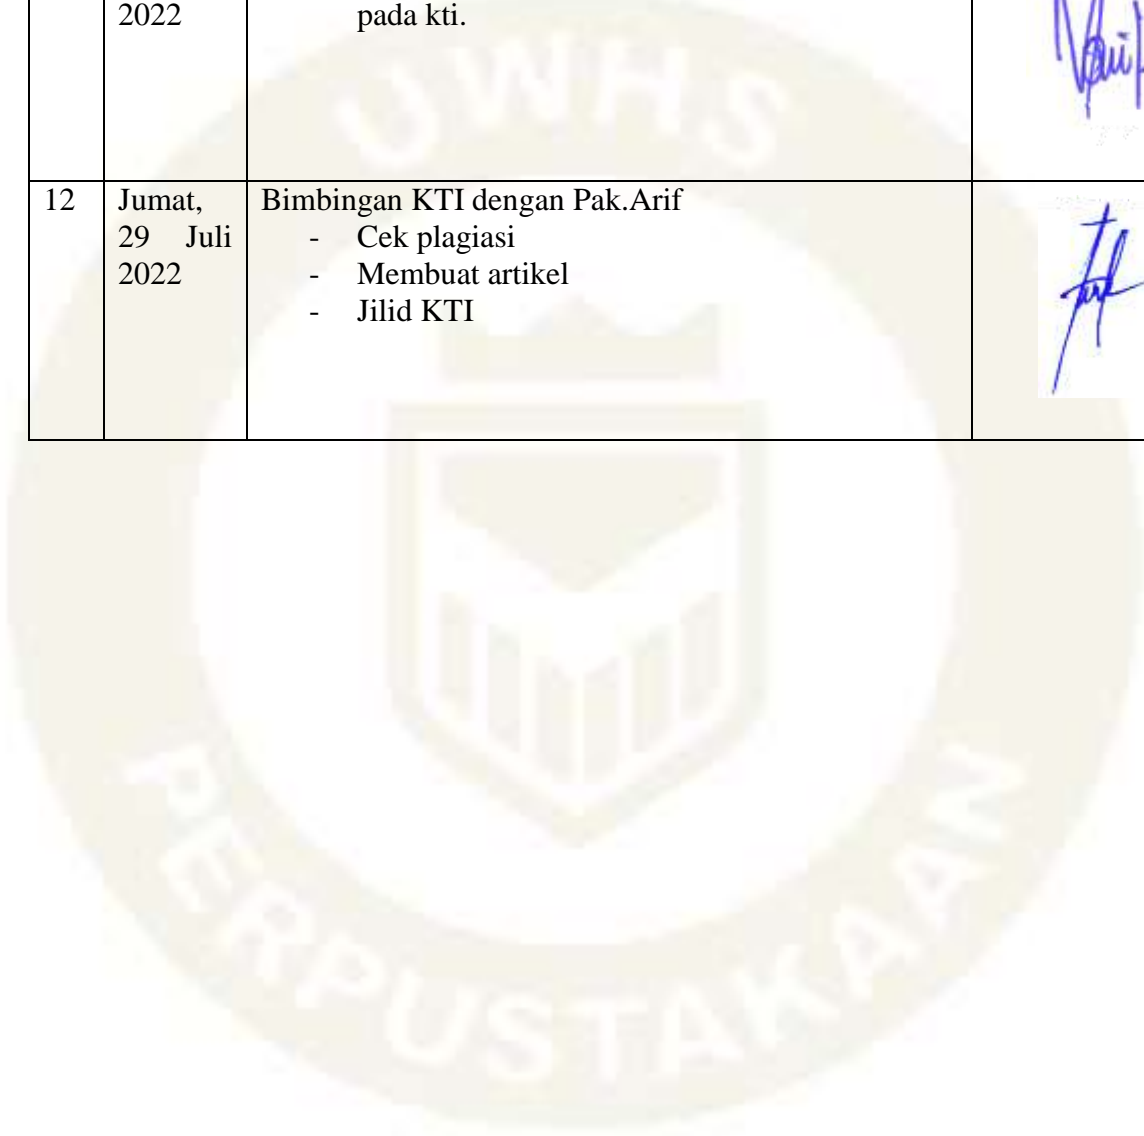 2022 pada kti.
UWHS
12 Jumat, Bimbingan KTI dengan Pak.Arif
29 Juli - Cek plagiasi
2022 - Membuat artikel
- Jilid KTI
PERPUSTAKAAN